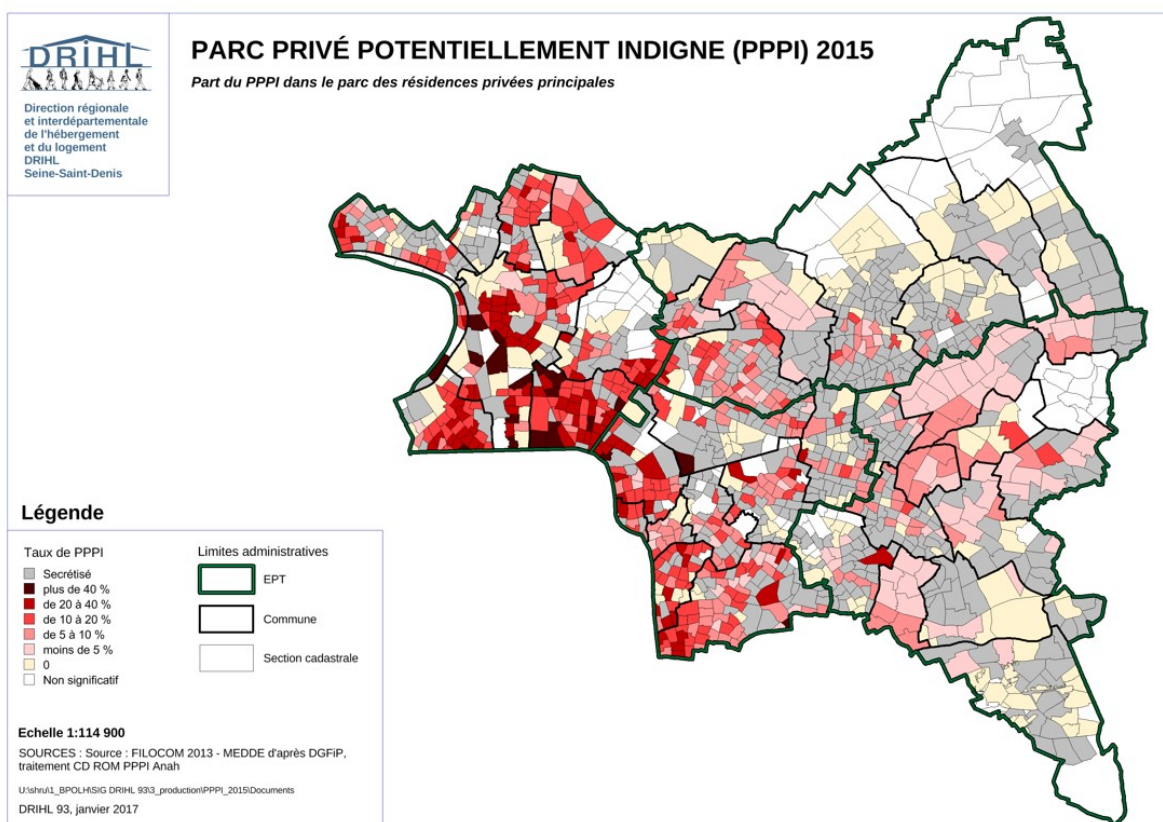 DRIHL
Direction régionale
et interdépartementale
de l'hébergement
et du logement
DRIHL
Seine-Saint-Denis
PARC PRIVÉ POTENTIELLEMENT INDIGNE (PPPI) 2015
Part du PPPI dans le parc des résidences privées principales
Légende
Taux de PPPI
Secrétisé
plus de 40 %
de 20 à 40 %
de 10 à 20 %
de 5 à 10 %
moins de 5 %
0
Non significatif
Limites administratives
EPT
Commune
Section cadastrale
Echelle 1:114 900
SOURCES : Source : FILOCOM 2013 - MEDDE d'après DGFiP,
traitement CD ROM PPPI Anah
U:\shru\1_BPOLH\SIG DRIHL 93\3_production\PPPI_2015\Documents
DRIHL 93, janvier 2017